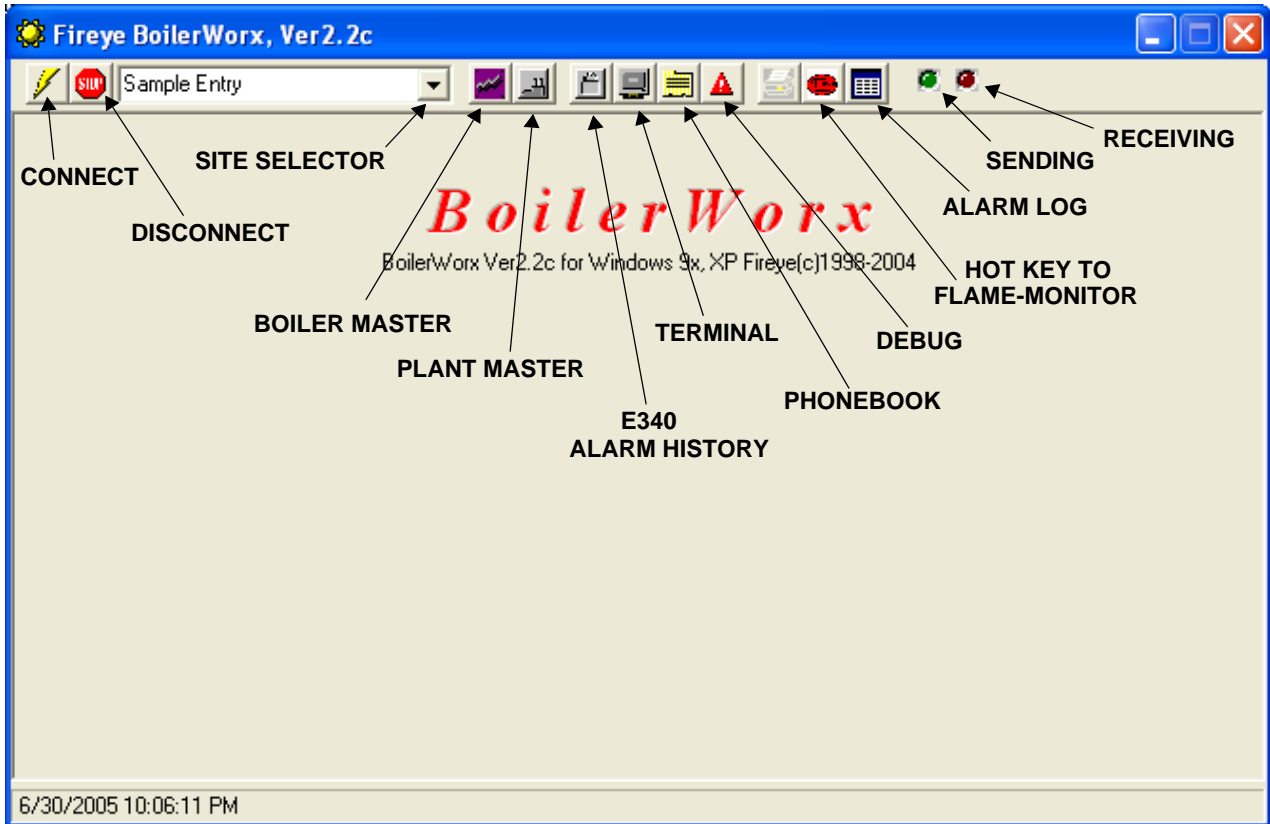 Fireye BoilerWorx, Ver2.2c
STOP
Sample Entry
RECEIVING
SITE SELECTOR
SENDING
CONNECT
ALARM LOG
DISCONNECT
BoilerWorx
BoilerWorx Ver2.2c for Windows 9x, XP Fireye(c)1998-2004
HOT KEY TO
FLAME-MONITOR
BOILER MASTER
TERMINAL
DEBUG
PLANT MASTER
PHONEBOOK
E340
ALARM HISTORY
6/30/2005 10:06:11 PM